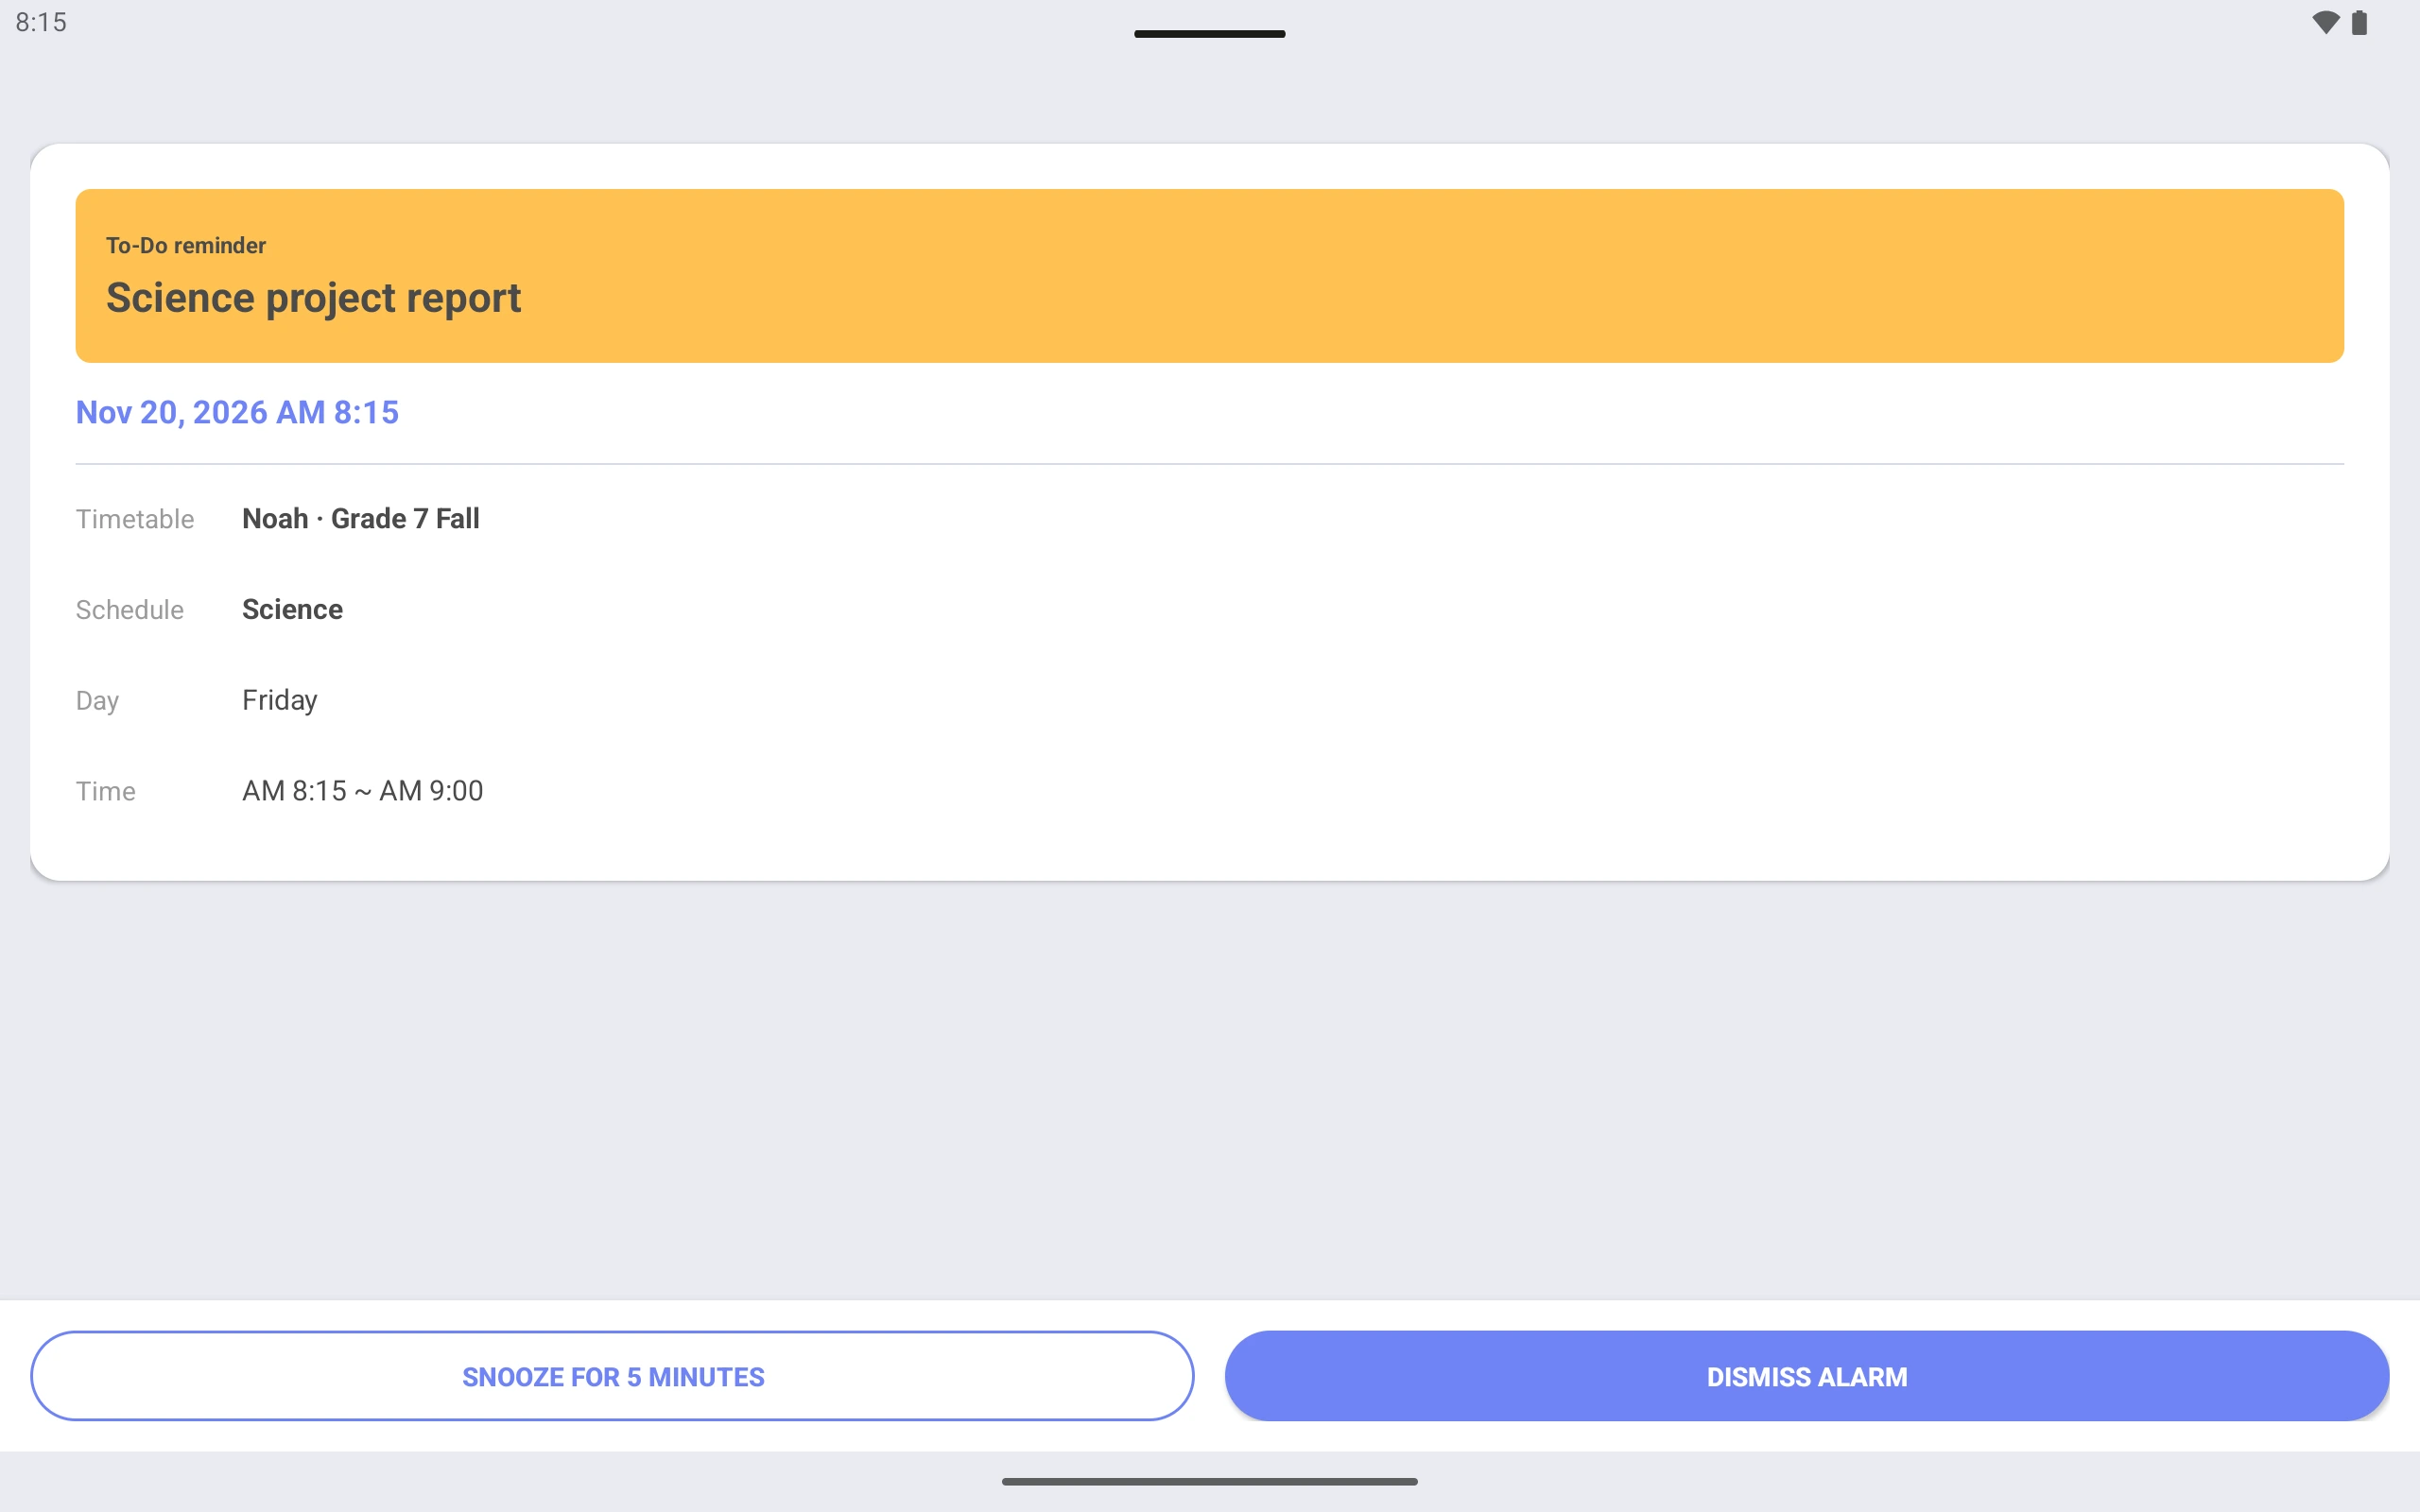 8:15
To-Do reminder
Science project report
Nov 20, 2026 AM 8:15
Timetable Noah · Grade 7 Fall
Schedule Science
Day Friday
Time AM 8:15 ~ AM 9:00
SNOOZE FOR 5 MINUTES DISMISS ALARM